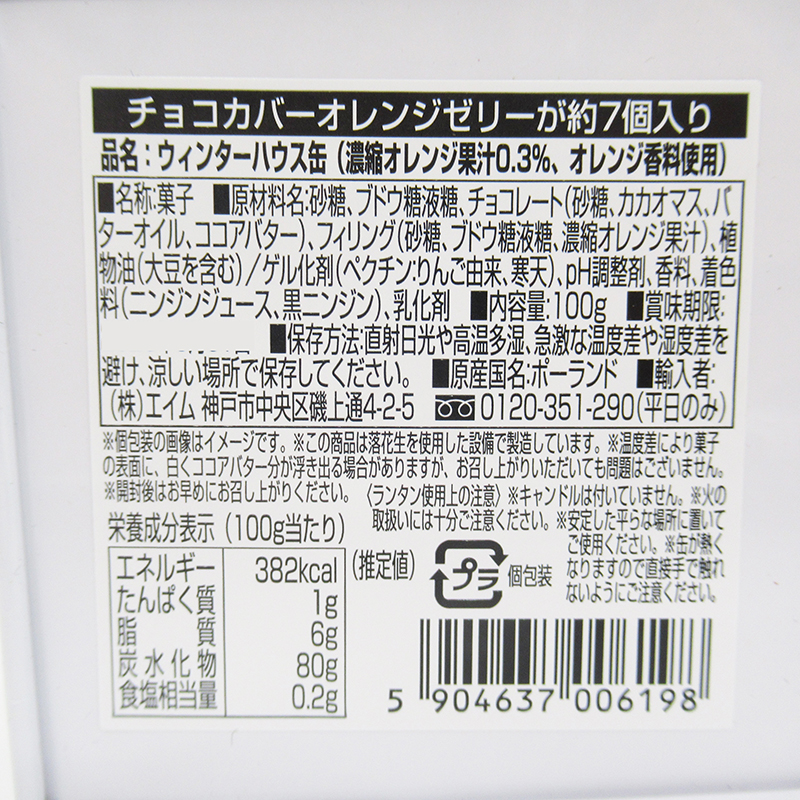 チョコカバーオレンジゼリーが約7個入り
品名：ウィンターハウス缶（濃縮オレンジ果汁0.3%、オレンジ香料使用）
■名称:菓子　■原材料名:砂糖、ブドウ糖液糖、チョコレート（砂糖、カカオマス、バ
ターオイル、ココアバター）、フィリング（砂糖、ブドウ糖液糖、濃縮オレンジ果汁）、植
物油（大豆を含む）／ゲル化剤（ペクチン:りんご由来、寒天）、pH調整剤、香料、着色
料（ニンジンジュース、黒ニンジン）、乳化剤　■内容量:100g　■賞味期限:
■保存方法:直射日光や高温多湿、急激な温度差や湿度差を
避け、涼しい場所で保存してください。　■原産国名:ポーランド　■輸入者:
（株）エイム 神戸市中央区磯上通4-2-5　0120-351-290（平日のみ）
※個包装の画像はイメージです。※この商品は落花生を使用した設備で製造しています。※温度差により菓子
の表面に、白くココアバター分が浮き出る場合がありますが、お召し上がりいただいても問題はございません。
※開封後はお早めにお召し上がりください。〈ランタン使用上の注意〉※キャンドルは付いていません。※火の
取扱いには十分ご注意ください。※安定した平らな場所に置いて
ご使用ください。※缶が熱く
なりますので直接手で触れ
ないようにご注意ください。
栄養成分表示（100g当たり）
エネルギー 382kcal（推定値）
たんぱく質 1g
脂質 6g
炭水化物 80g
食塩相当量 0.2g
プラ 個包装
5 904637 006198